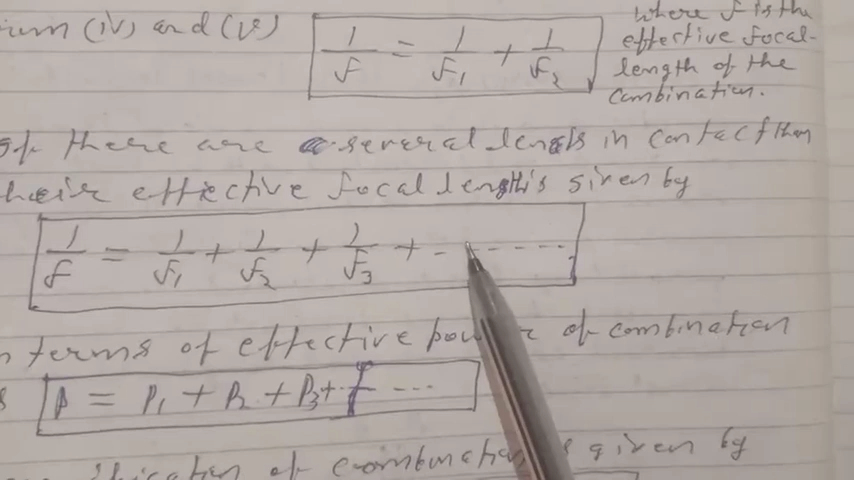 (iv) and (v)
1/f = 1/f₁ + 1/f₂
where f is the
effective focal
length of the
combination.
If there are several lens in contact then
their effective focal length is given by
1/f = 1/f₁ + 1/f₂ + 1/f₃ + - - - - - -
terms of effective power of combination
P = P₁ + P₂ + P₃ + ...
of combination is given by